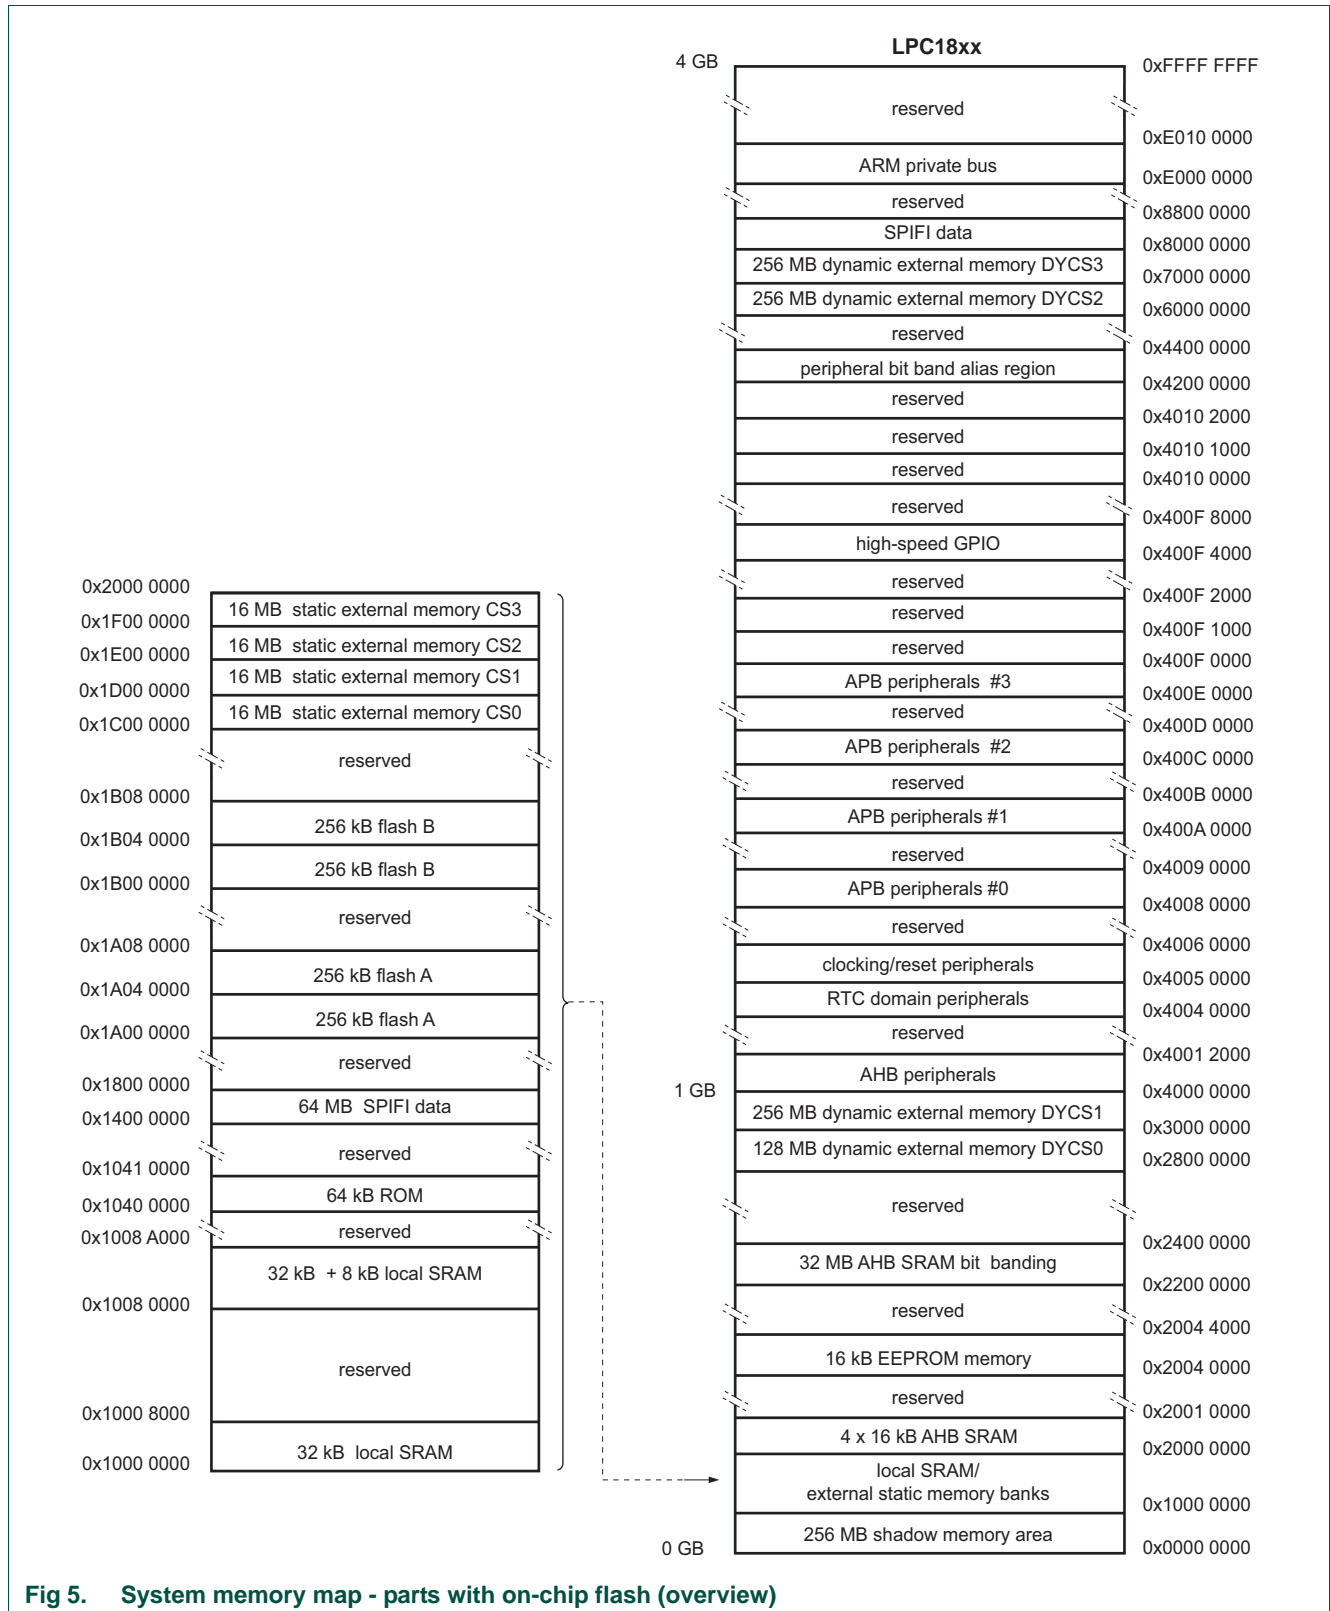 LPC18xx
4 GB
0xFFFF FFFF
reserved
0xE010 0000
ARM private bus
0xE000 0000
reserved
0x8800 0000
SPIFI data
0x8000 0000
256 MB dynamic external memory DYCS3
0x7000 0000
256 MB dynamic external memory DYCS2
0x6000 0000
reserved
0x4400 0000
peripheral bit band alias region
0x4200 0000
reserved
0x4010 2000
reserved
0x4010 1000
reserved
0x4010 0000
reserved
0x400F 8000
high-speed GPIO
0x400F 4000
reserved
0x400F 2000
reserved
0x400F 1000
reserved
0x400F 0000
APB peripherals #3
0x400E 0000
reserved
0x400D 0000
APB peripherals #2
0x400C 0000
reserved
0x400B 0000
APB peripherals #1
0x400A 0000
reserved
0x4009 0000
APB peripherals #0
0x4008 0000
reserved
0x4006 0000
clocking/reset peripherals
0x4005 0000
RTC domain peripherals
0x4004 0000
reserved
0x4001 2000
AHB peripherals
1 GB
0x4000 0000
256 MB dynamic external memory DYCS1
0x3000 0000
128 MB dynamic external memory DYCS0
0x2800 0000
reserved
0x2400 0000
32 MB AHB SRAM bit banding
0x2200 0000
reserved
0x2004 4000
16 kB EEPROM memory
0x2004 0000
reserved
0x2001 0000
4 x 16 kB AHB SRAM
0x2000 0000
local SRAM/
external static memory banks
0x1000 0000
256 MB shadow memory area
0 GB
0x0000 0000
0x2000 0000
16 MB static external memory CS3
0x1F00 0000
16 MB static external memory CS2
0x1E00 0000
16 MB static external memory CS1
0x1D00 0000
16 MB static external memory CS0
0x1C00 0000
reserved
0x1B08 0000
256 kB flash B
0x1B04 0000
256 kB flash B
0x1B00 0000
reserved
0x1A08 0000
256 kB flash A
0x1A04 0000
256 kB flash A
0x1A00 0000
reserved
0x1800 0000
64 MB SPIFI data
0x1400 0000
reserved
0x1041 0000
64 kB ROM
0x1040 0000
reserved
0x1008 A000
32 kB + 8 kB local SRAM
0x1008 0000
reserved
0x1000 8000
32 kB local SRAM
0x1000 0000
Fig 5. System memory map - parts with on-chip flash (overview)